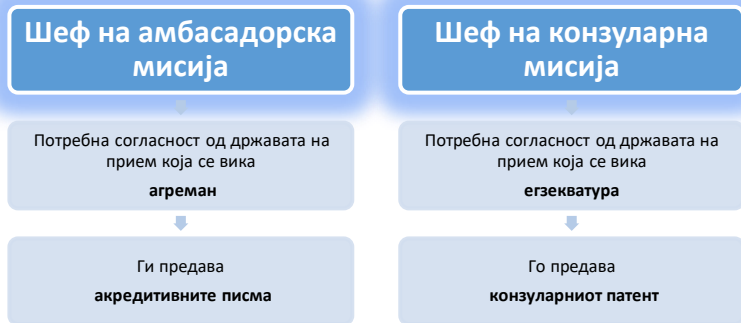 Шеф на амбасадорска
мисија
Потребна согласност од државата на
прием која се вика
агреман
Ги предава
акредитивните писма
Шеф на конзуларна
мисија
Потребна согласност од државата на
прием која се вика
егзекватура
Го предава
конзуларниот патент